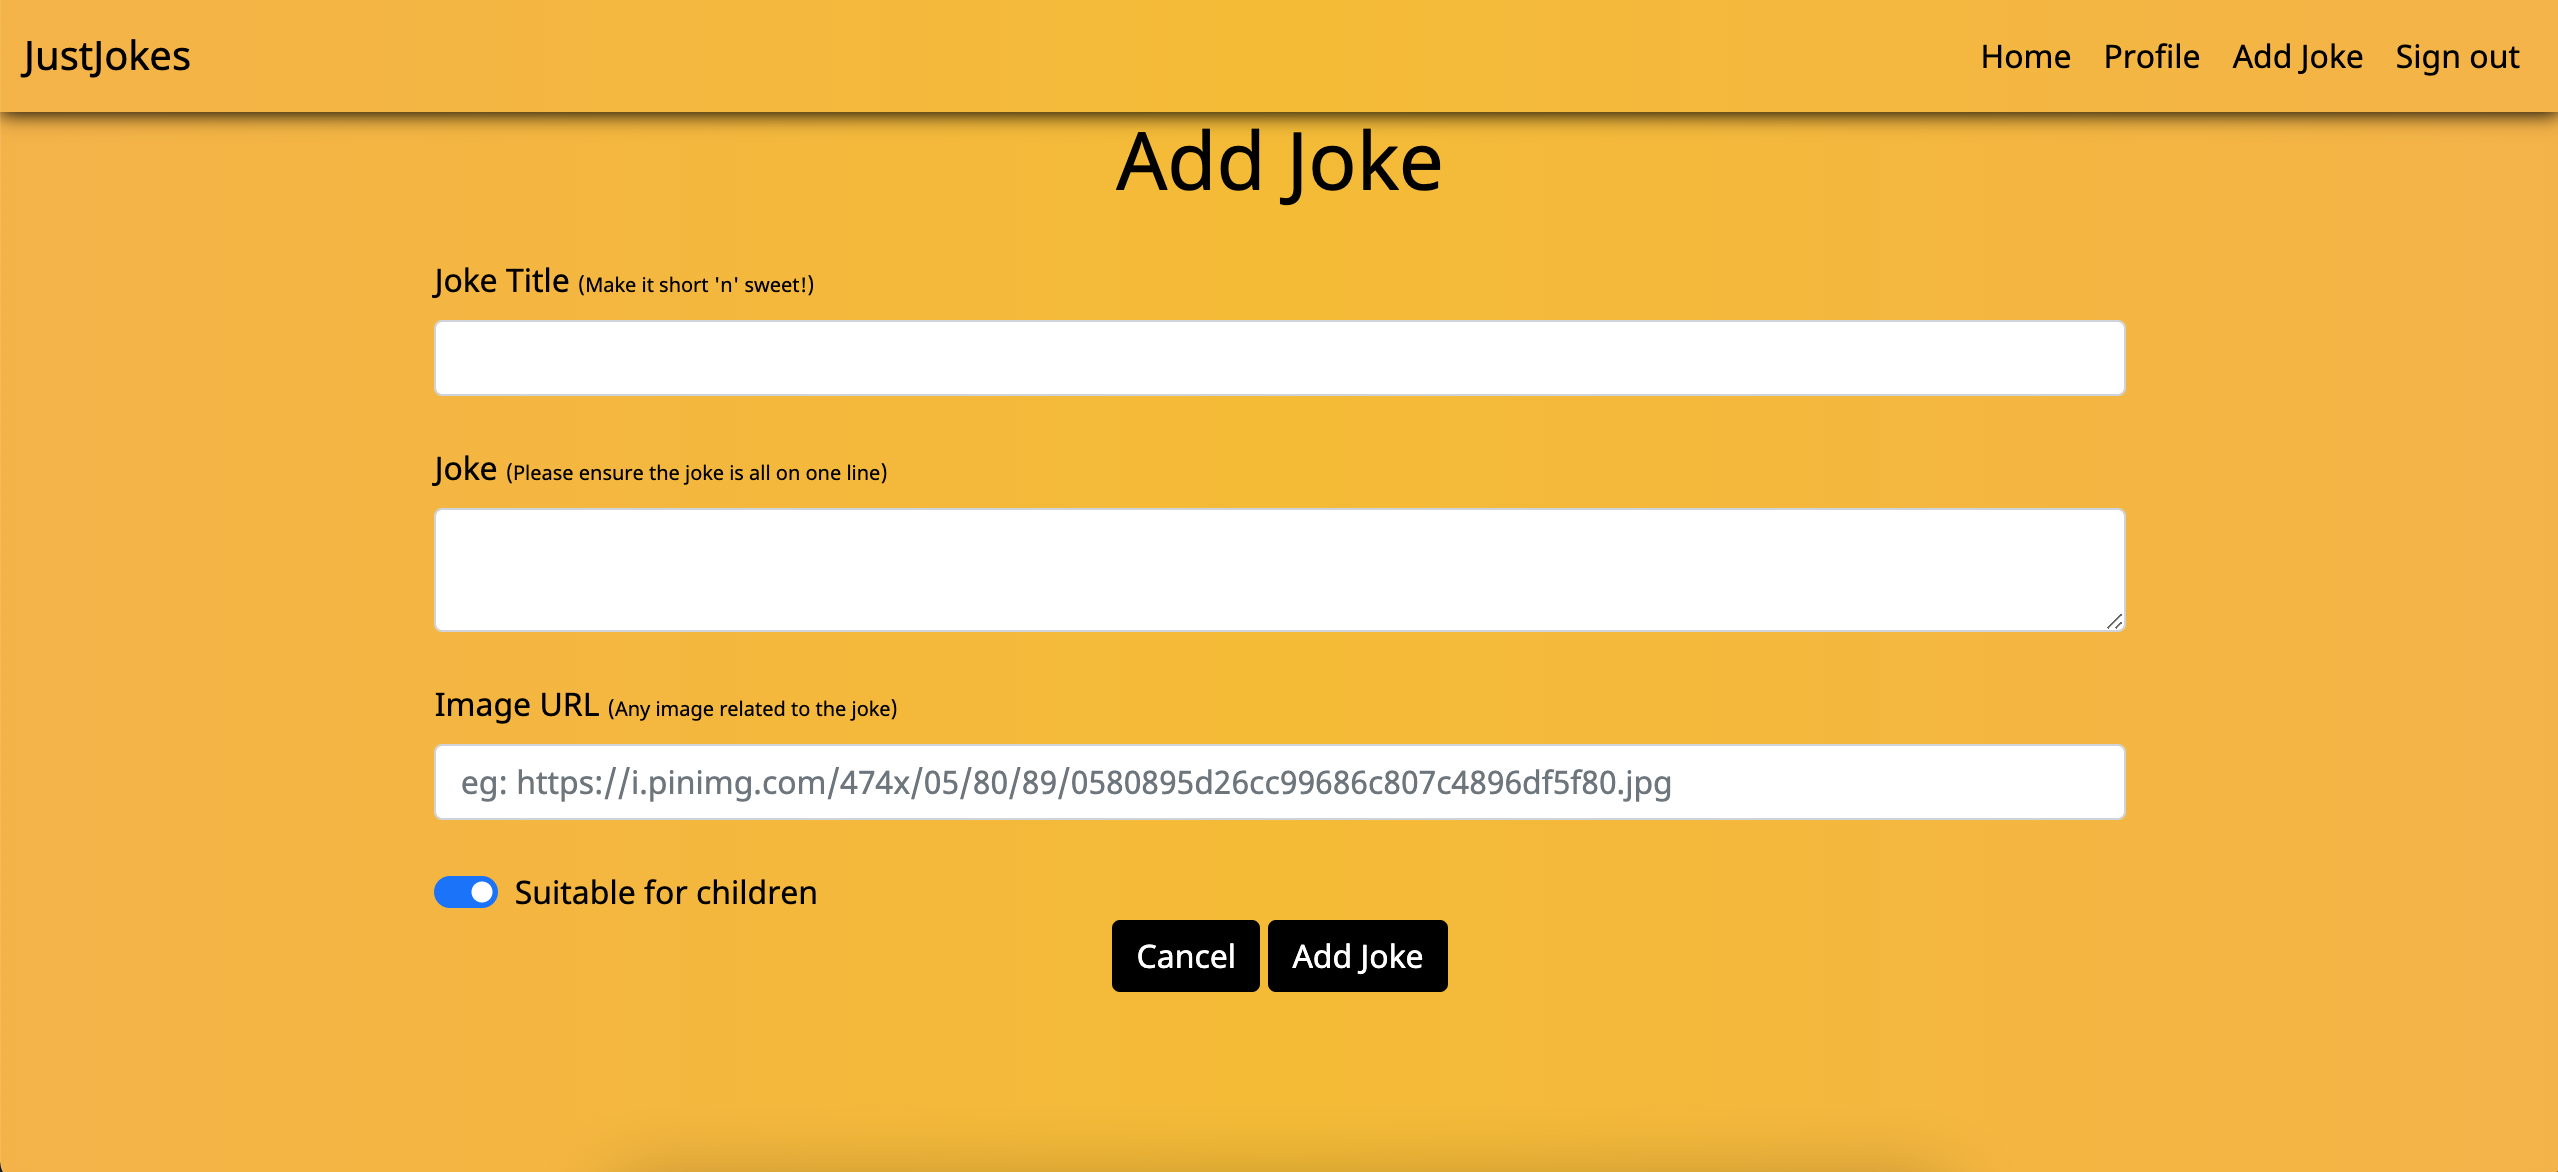 JustJokes
Home Profile Add Joke Sign out
Add Joke
Joke Title (Make it short 'n' sweet!)
Joke (Please ensure the joke is all on one line)
Image URL (Any image related to the joke)
eg: https://i.pinimg.com/474x/05/80/89/0580895d26cc99686c807c4896df5f80.jpg
Suitable for children
Cancel Add Joke